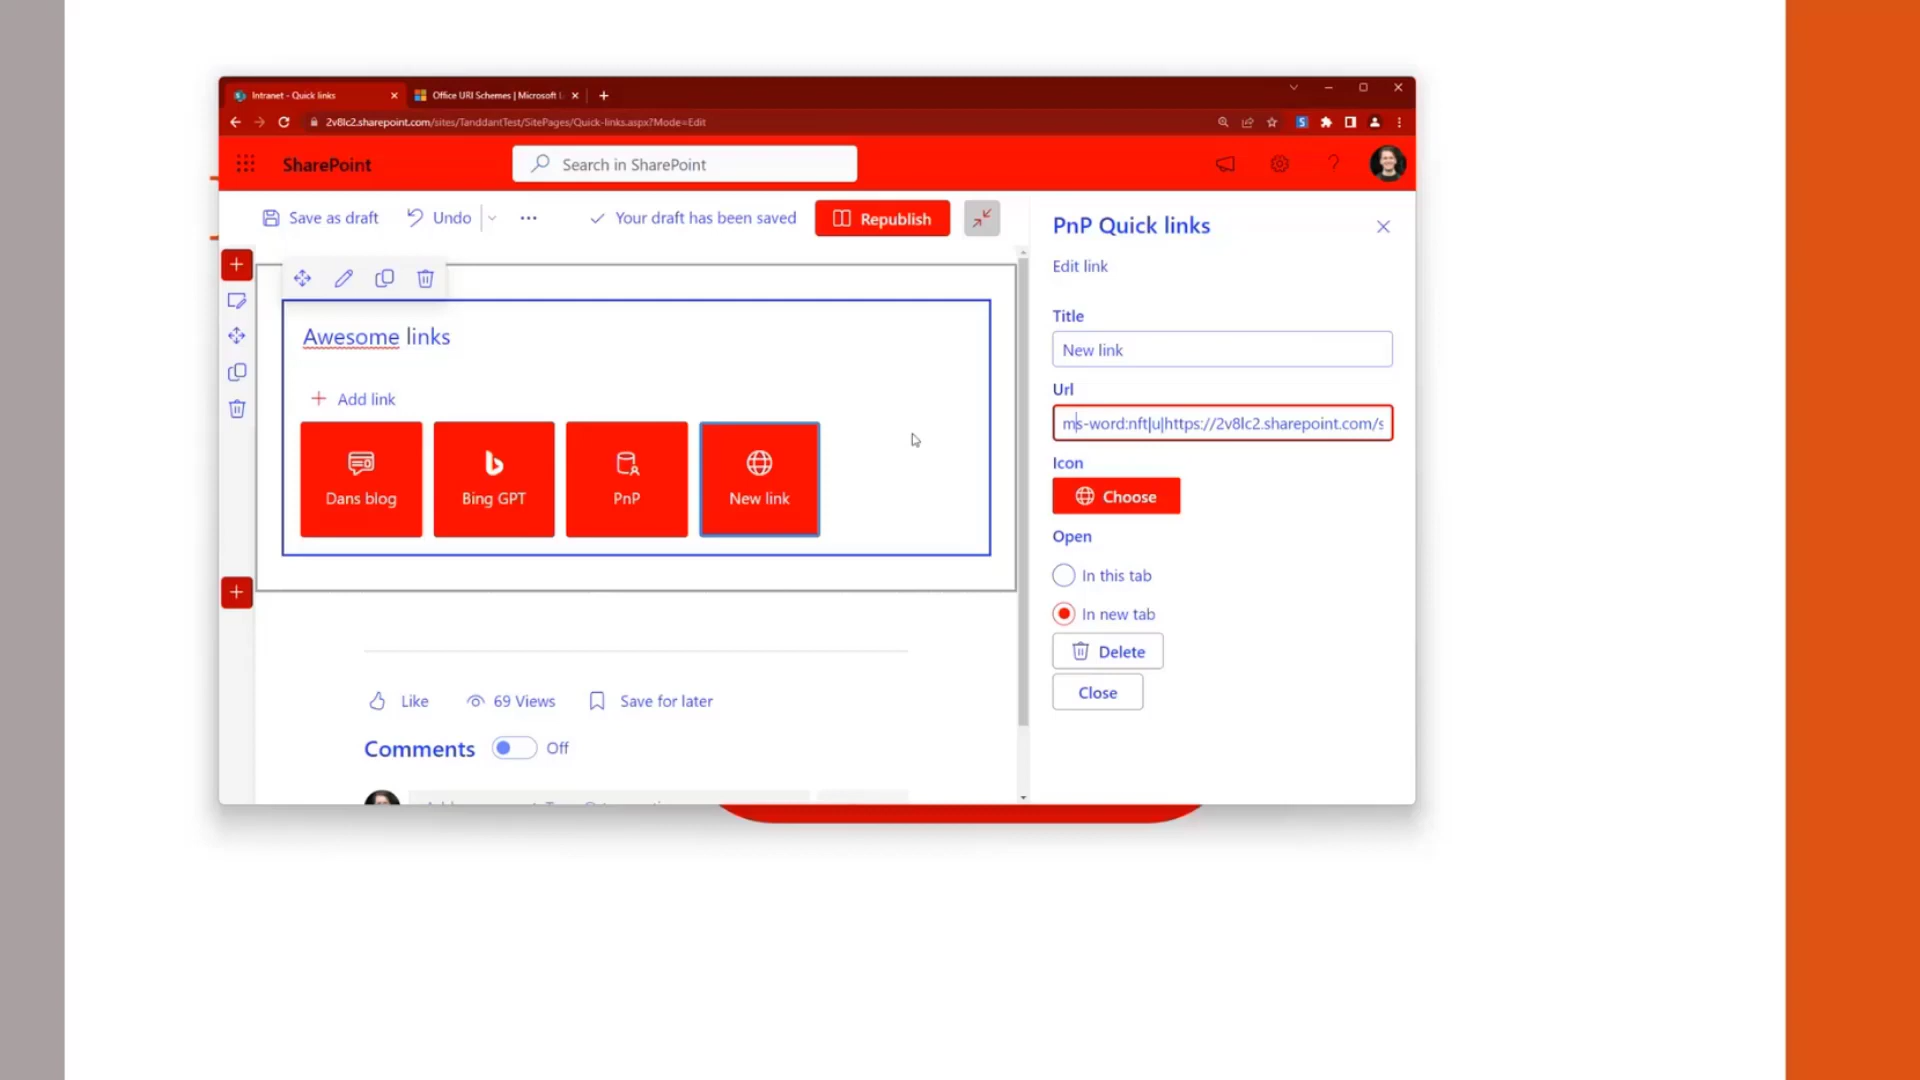 Intranet - Quick links
Office URI Schemes | Microsoft
2v8lc2.sharepoint.com/sites/TanddantTest/SitePages/Quick-links.aspx?Mode=Edit
SharePoint
Search in SharePoint
Save as draft
Undo
Your draft has been saved
Republish
Awesome links
Add link
Dans blog
Bing GPT
PnP
New link
Like
69 Views
Save for later
Comments
Off
PnP Quick links
Edit link
Title
New link
Url
ms-word:nft|u|https://2v8lc2.sharepoint.com/s
Icon
Choose
Open
In this tab
In new tab
Delete
Close